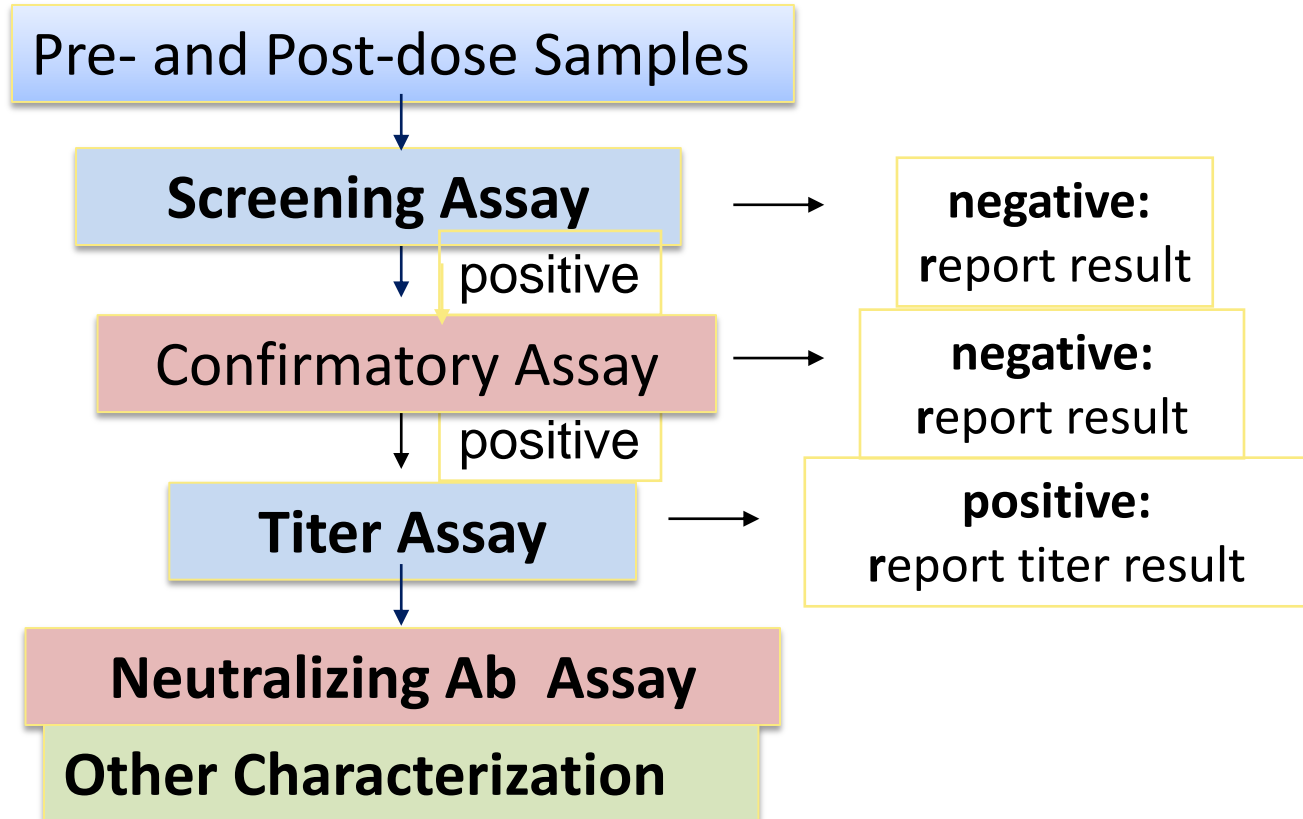 Pre- and Post-dose Samples
Screening Assay
negative:
report result
positive
Confirmatory Assay
negative:
report result
positive
Titer Assay
positive:
report titer result
Neutralizing Ab  Assay
Other Characterization